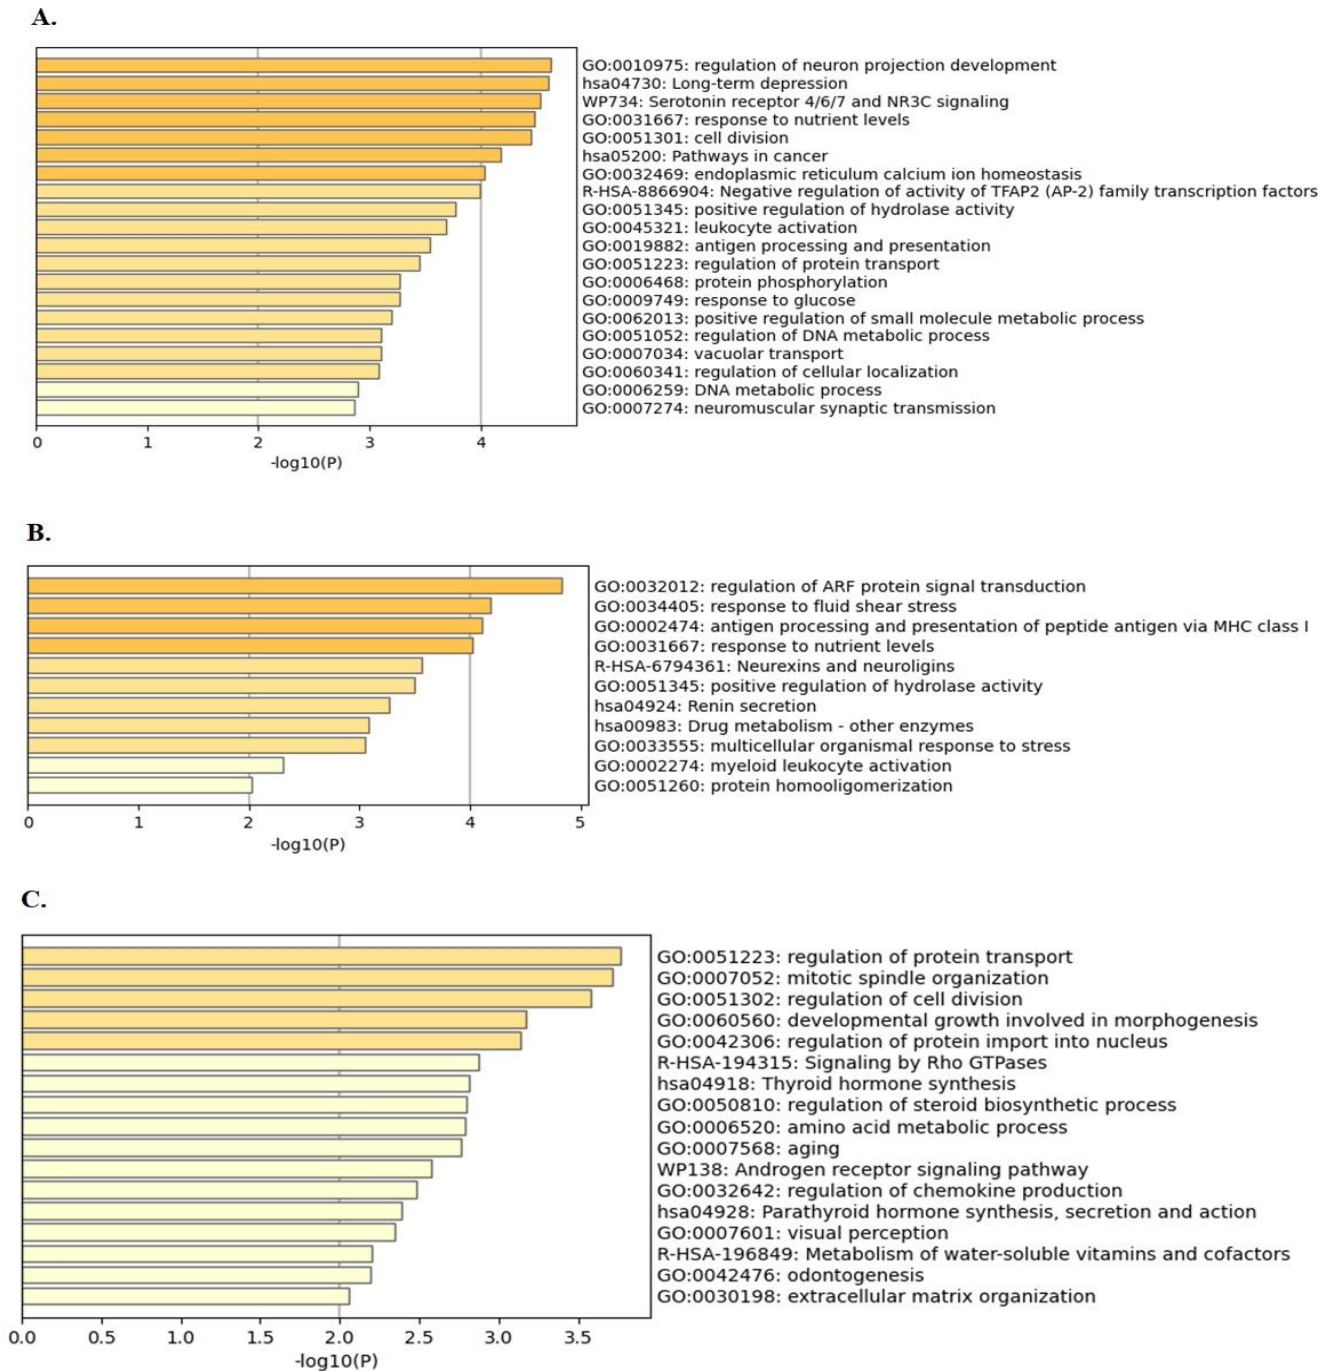 A.
GO:0010975: regulation of neuron projection development
hsa04730: Long-term depression
WP734: Serotonin receptor 4/6/7 and NR3C signaling
GO:0031667: response to nutrient levels
GO:0051301: cell division
hsa05200: Pathways in cancer
GO:0032469: endoplasmic reticulum calcium ion homeostasis
R-HSA-8866904: Negative regulation of activity of TFAP2 (AP-2) family transcription factors
GO:0051345: positive regulation of hydrolase activity
GO:0045321: leukocyte activation
GO:0019882: antigen processing and presentation
GO:0051223: regulation of protein transport
GO:0006468: protein phosphorylation
GO:0009749: response to glucose
GO:0062013: positive regulation of small molecule metabolic process
GO:0051052: regulation of DNA metabolic process
GO:0007034: vacuolar transport
GO:0060341: regulation of cellular localization
GO:0006259: DNA metabolic process
GO:0007274: neuromuscular synaptic transmission
0 1 2 3 4
-log10(P)
B.
GO:0032012: regulation of ARF protein signal transduction
GO:0034405: response to fluid shear stress
GO:0002474: antigen processing and presentation of peptide antigen via MHC class I
GO:0031667: response to nutrient levels
R-HSA-6794361: Neurexins and neuroligins
GO:0051345: positive regulation of hydrolase activity
hsa04924: Renin secretion
hsa00983: Drug metabolism - other enzymes
GO:0033555: multicellular organismal response to stress
GO:0002274: myeloid leukocyte activation
GO:0051260: protein homooligomerization
0 1 2 3 4 5
-log10(P)
C.
GO:0051223: regulation of protein transport
GO:0007052: mitotic spindle organization
GO:0051302: regulation of cell division
GO:0060560: developmental growth involved in morphogenesis
GO:0042306: regulation of protein import into nucleus
R-HSA-194315: Signaling by Rho GTPases
hsa04918: Thyroid hormone synthesis
GO:0050810: regulation of steroid biosynthetic process
GO:0006520: amino acid metabolic process
GO:0007568: aging
WP138: Androgen receptor signaling pathway
GO:0032642: regulation of chemokine production
hsa04928: Parathyroid hormone synthesis, secretion and action
GO:0007601: visual perception
R-HSA-196849: Metabolism of water-soluble vitamins and cofactors
GO:0042476: odontogenesis
GO:0030198: extracellular matrix organization
0.0 0.5 1.0 1.5 2.0 2.5 3.0 3.5
-log10(P)